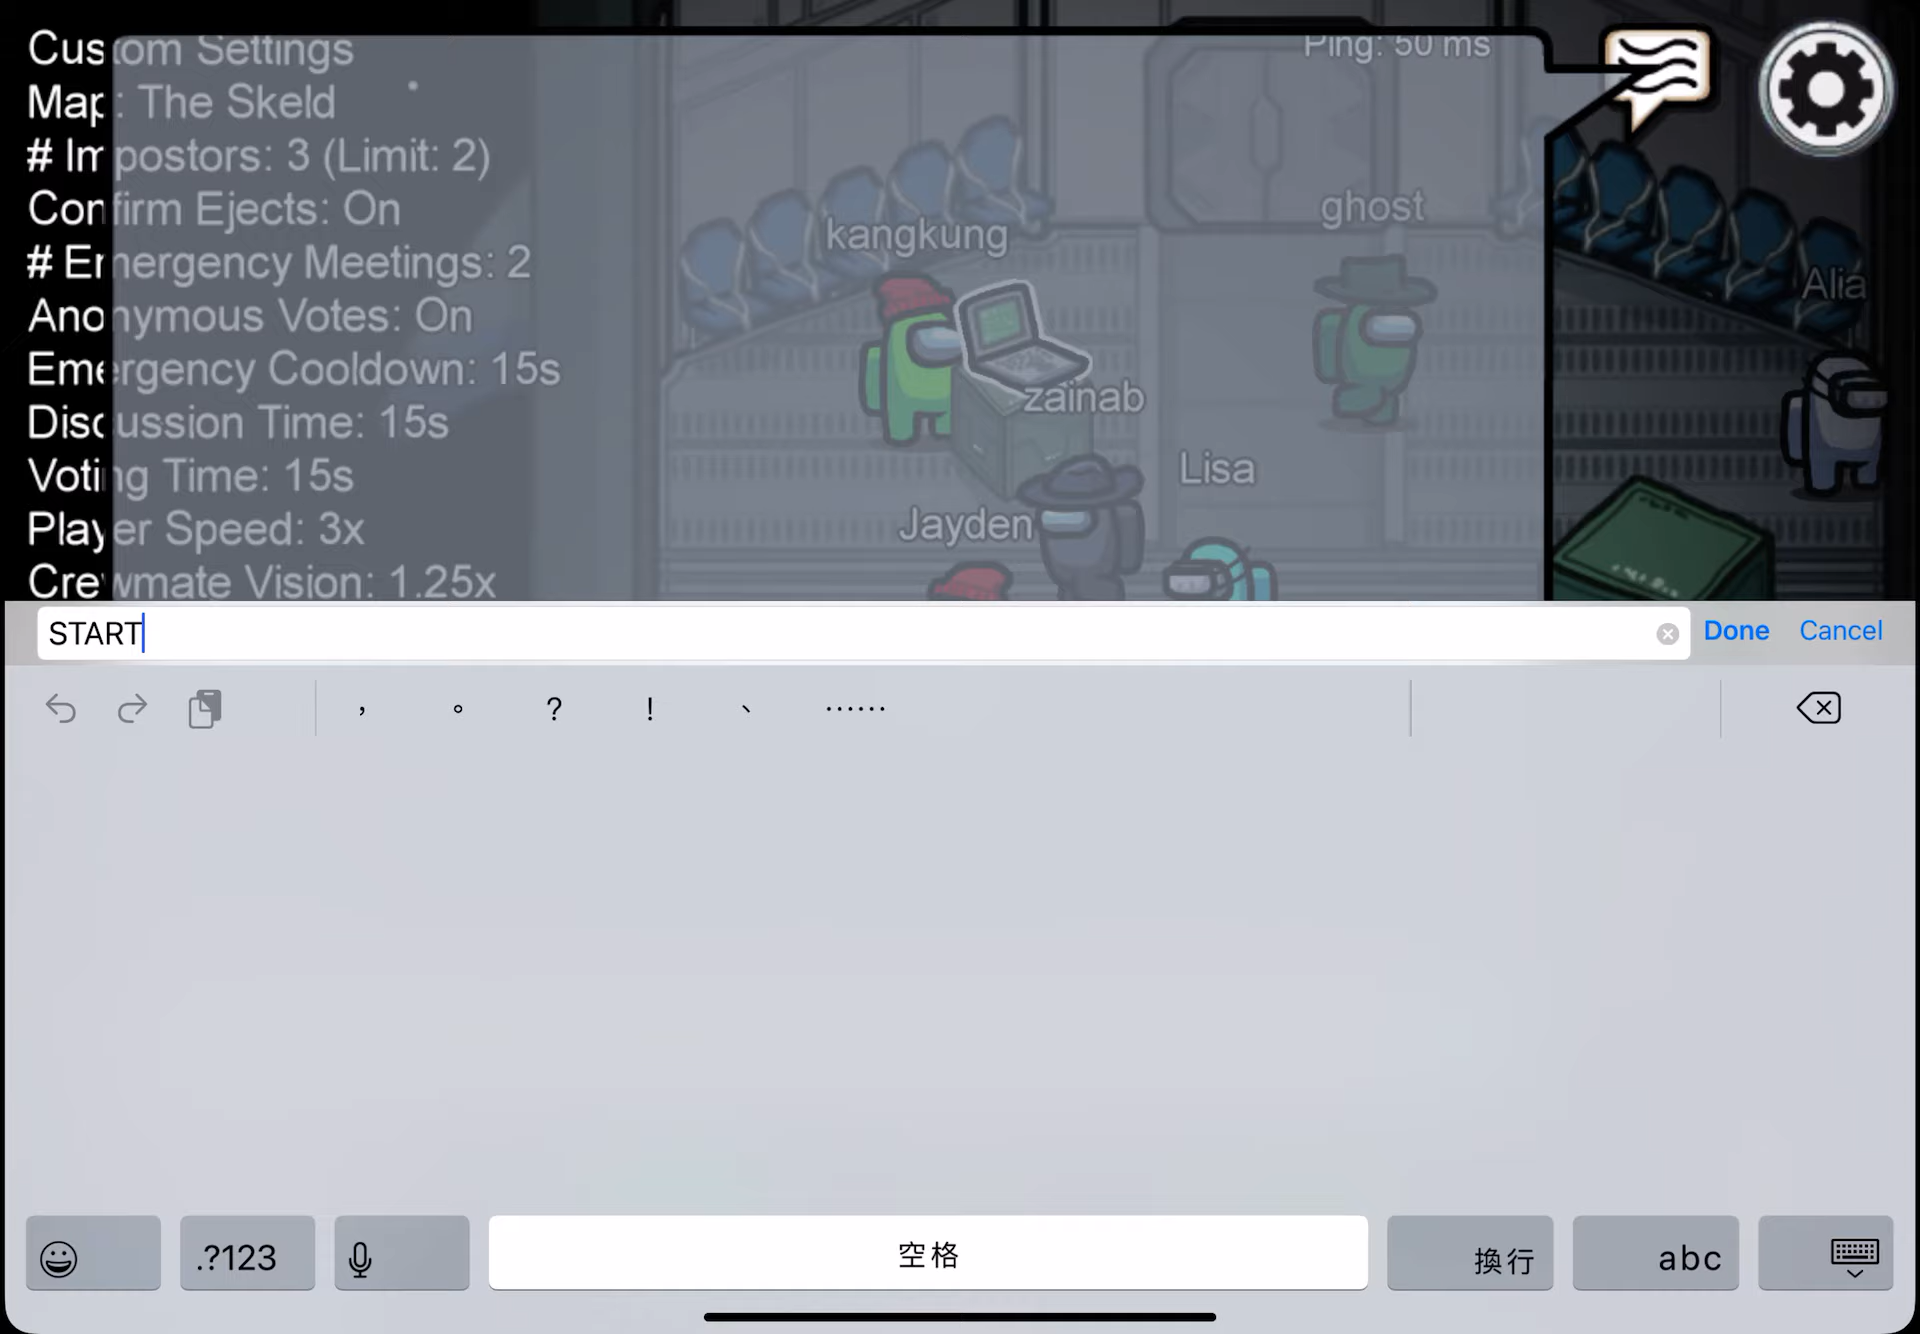 Custom Settings
Ping: 50 ms
Map: The Skeld
# Impostors: 3 (Limit: 2)
Confirm Ejects: On
# Emergency Meetings: 2
Anonymous Votes: On
Emergency Cooldown: 15s
Discussion Time: 15s
Voting Time: 15s
Player Speed: 3x
Crewmate Vision: 1.25x
kangkung
ghost
Alia
zainab
Lisa
Jayden
START
Done
Cancel
， 。 ？ ！ 、 ……
.?123
空格
換行
abc